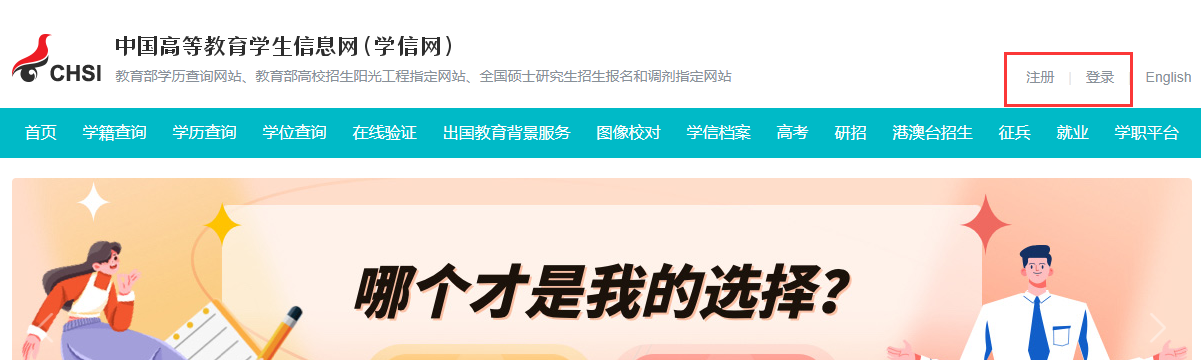 CHSI
中国高等教育学生信息网(学信网)
教育部学历查询网站、教育部高校招生阳光工程指定网站、全国硕士研究生招生报名和调剂指定网站
注册 | 登录 | English
首页 学籍查询 学历查询 学位查询 在线验证 出国教育背景服务 图像校对 学信档案 高考 研招 港澳台招生 征兵 就业 学职平台
哪个才是我的选择?